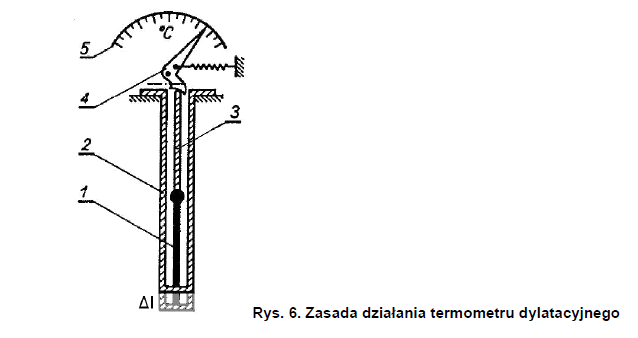 °C
5
4
3
2
1
Δl
Rys. 6. Zasada działania termometru dylatacyjnego